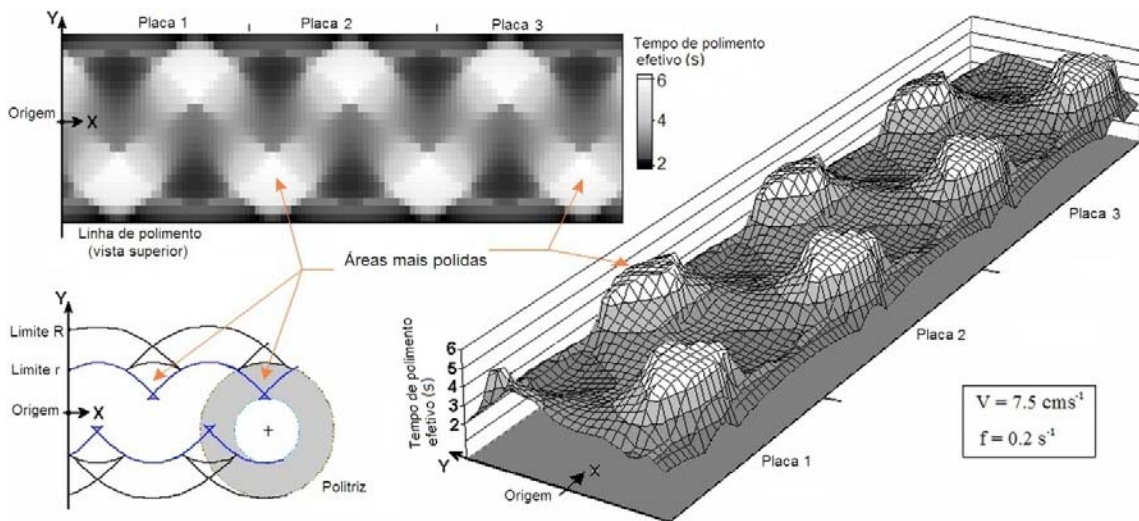 Y
Placa 1
Placa 2
Placa 3
Origem
X
Tempo de polimento
efetivo (S)
6
4
2
Linha de polimento
(vista superior)
Áreas mais polidas
Y
Limite R
Limite r
Origem
X
Politriz
Tempo de polimento
efetivo (S)
6
5
4
3
2
Y
Origem
X
Placa 1
Placa 2
Placa 3
V = 7.5 cms⁻¹
f = 0.2 s⁻¹